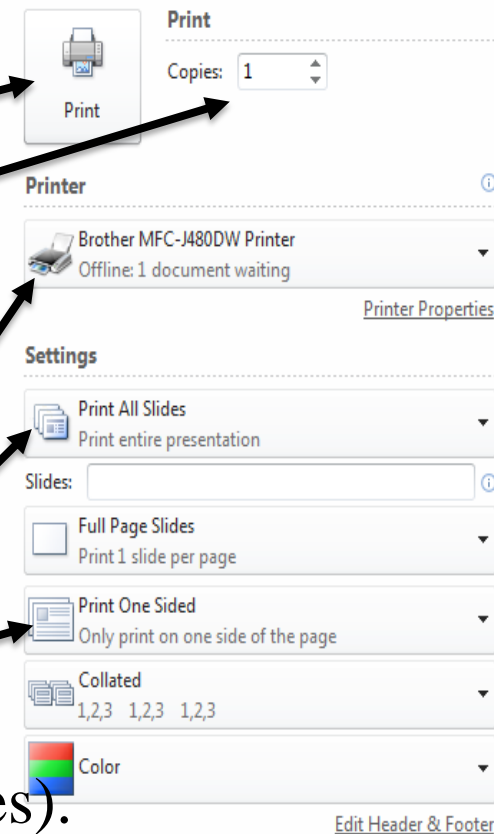 Print
Copies: 1
Print
Printer
Brother MFC-J480DW Printer
Offline: 1 document waiting
Printer Properties
Settings
Print All Slides
Print entire presentation
Slides:
Full Page Slides
Print 1 slide per page
Print One Sided
Only print on one side of the page
Collated
1,2,3 1,2,3 1,2,3
Color
es).
Edit Header & Footer